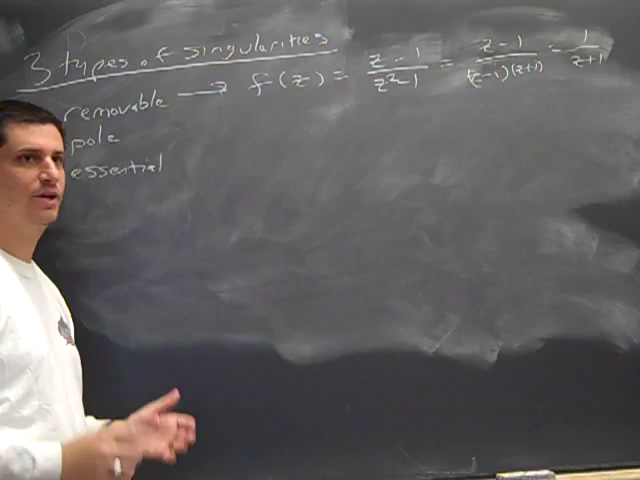 3 types of singularities
removable → f(z) = z-1/z²-1 = z-1/(z-1)(z+1) = 1/z+1
pole
essential